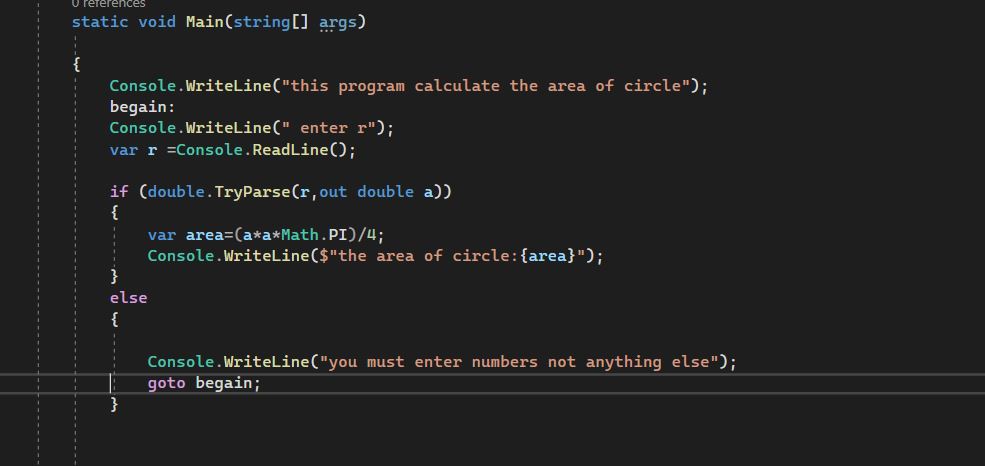 0 references
static void Main(string[] args)
{
Console.WriteLine("this program calculate the area of circle");
begain:
Console.WriteLine(" enter r");
var r =Console.ReadLine();
if (double.TryParse(r,out double a))
{
var area=(a*a*Math.PI)/4;
Console.WriteLine($"the area of circle:{area}");
}
else
{
Console.WriteLine("you must enter numbers not anything else");
goto begain;
}